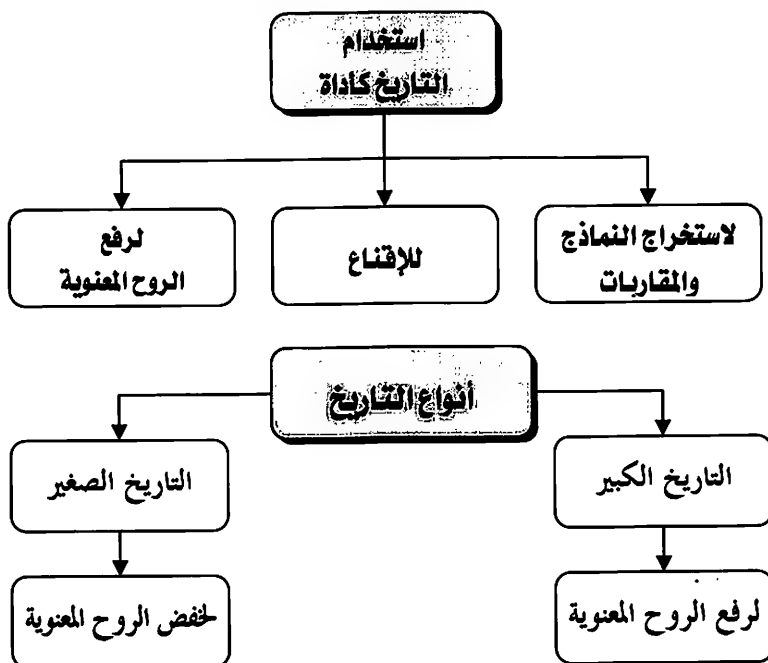 استخدام
التاريخ كأداة
لاستخراج النماذج
والمقاربات
للإقناع
لرفع
الروح المعنوية
أنواع التاريخ
التاريخ الكبير
التاريخ الصغير
لرفع الروح المعنوية
لخفض الروح المعنوية